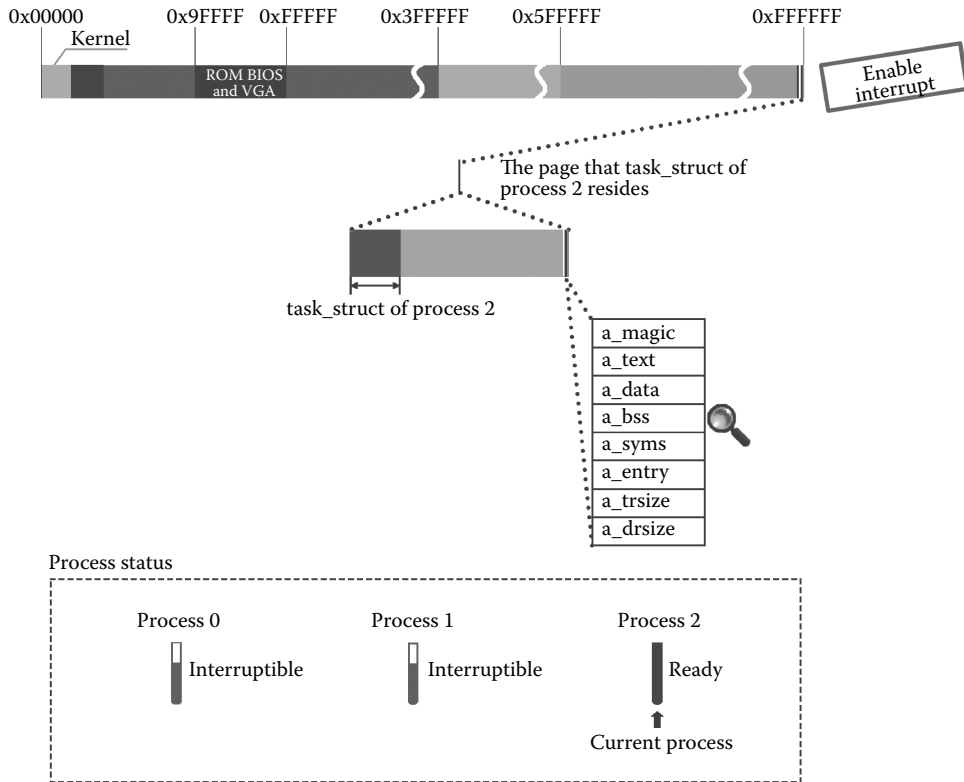 0x00000 0x9FFFF 0xFFFFF 0x3FFFFF 0x5FFFFF 0xFFFFFF
Kernel
ROM BIOS
and VGA
Enable
interrupt
The page that task_struct of
process 2 resides
task_struct of process 2
a_magic
a_text
a_data
a_bss
a_syms
a_entry
a_trsize
a_drsize
Process status
Process 0 Process 1 Process 2
Interruptible Interruptible Ready
Current process